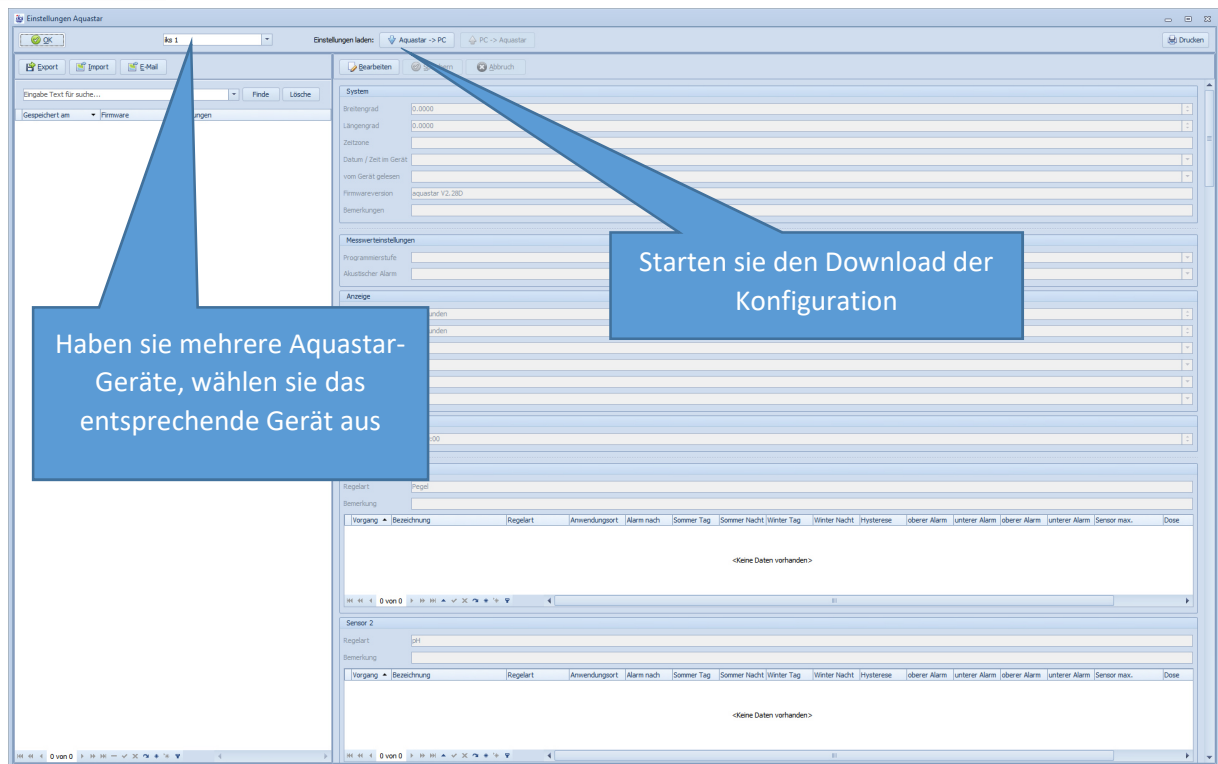 Einstellungen Aquastar
OK
iks 1
Einstellungen laden:
Aquastar -> PC
PC -> Aquastar
Drucken
Export
Import
E-Mail
Bearbeiten
Abbruch
Eingabe Text für suche...
Finde
Lösche
Gespeichert am
Firmware
System
Breitengrad
0.0000
Längengrad
0.0000
Zeitzone
Datum / Zeit im Gerät
vom Gerät gelesen
Firmwareversion
aquastar V2.28D
Bemerkungen
Messwerteinstellungen
Programmierstufe
Akustischer Alarm
Anzeige
Starten sie den Download der
Konfiguration
Haben sie mehrere Aquastar-
Geräte, wählen sie das
entsprechende Gerät aus
Regelart
Pegel
Bemerkung
Vorgang Bezeichnung Regelart Anwendungsort Alarm nach Sommer Tag Sommer Nacht Winter Tag Winter Nacht Hysterese oberer Alarm unterer Alarm oberer Alarm unterer Alarm Sensor max. Dose
<Keine Daten vorhanden>
0 von 0
Sensor 2
Regelart
pH
Bemerkung
Vorgang Bezeichnung Regelart Anwendungsort Alarm nach Sommer Tag Sommer Nacht Winter Tag Winter Nacht Hysterese oberer Alarm unterer Alarm oberer Alarm unterer Alarm Sensor max. Dose
<Keine Daten vorhanden>
0 von 0
0 von 0